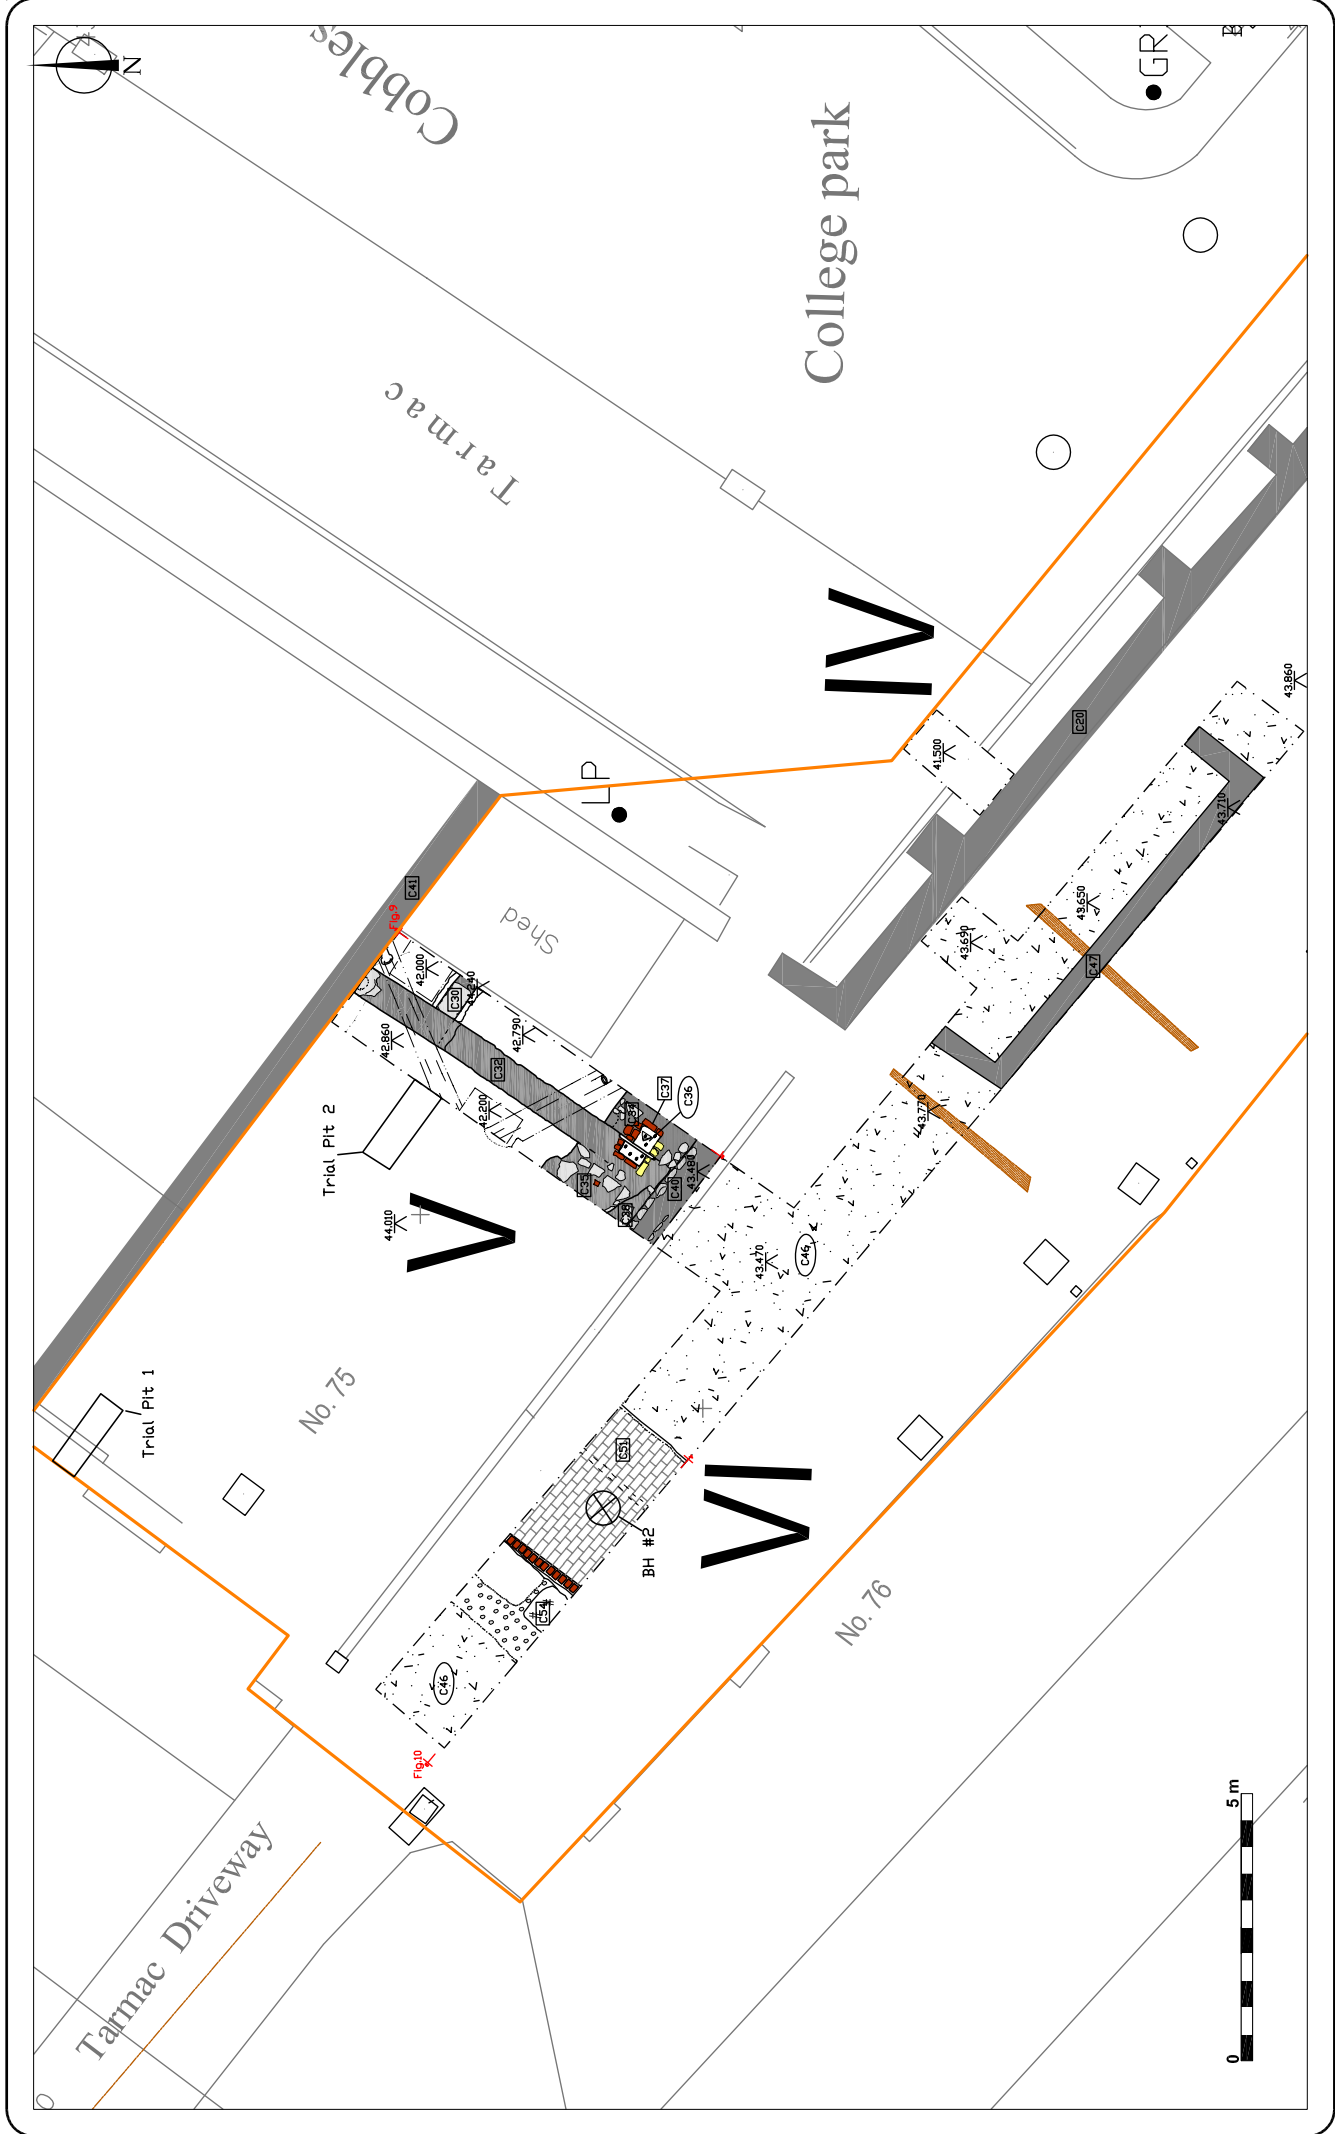 N
Cobbles
College park
GR
Tarmac
IV
C20
41.500
43.860
43.710
43.650
43.690
C47
43.770
LP
Shed
C41
Fig.9
42.000
C30
44.240
42.860
42.790
C32
42.200
Trial Pit 2
C37
C36
C35
C38
C40
43.480
44.010
V
43.470
C46
Trial Pit 1
No. 75
C51
BH #2
VI
C54
C46
No. 76
Fig.10
Tarmac Driveway
0
5 m